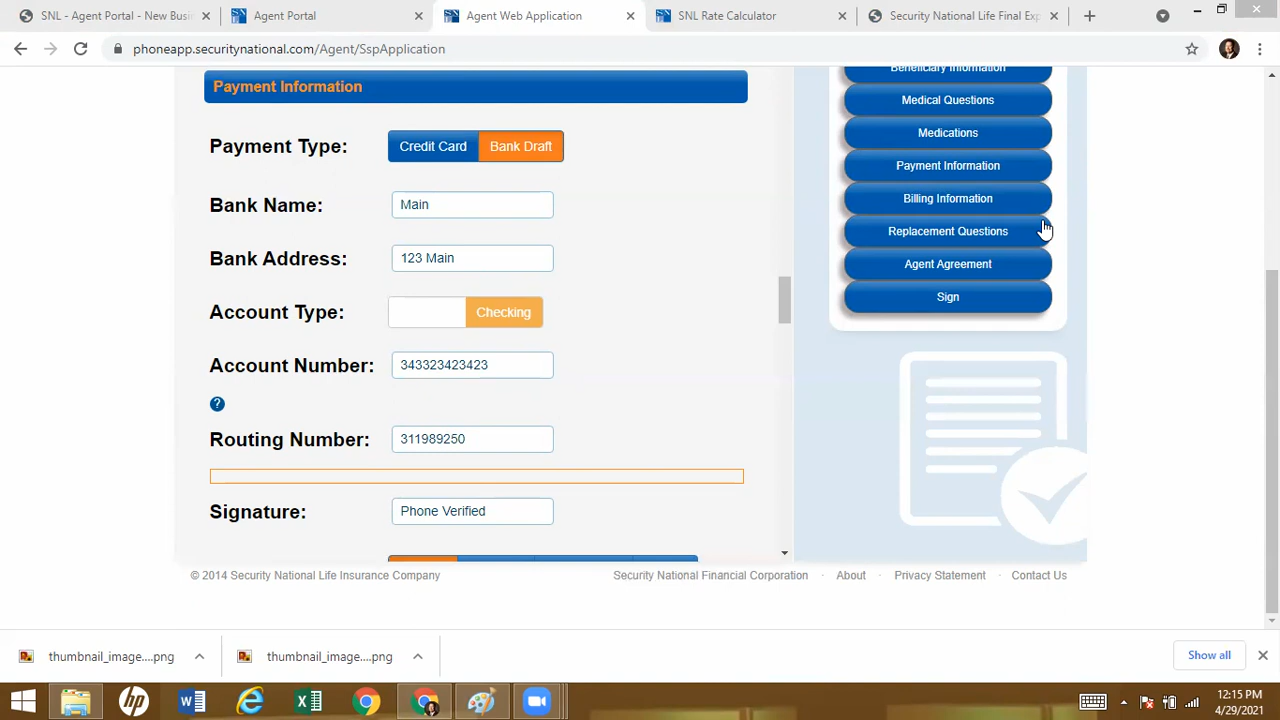 SNL - Agent Portal - New Busi
Agent Portal
Agent Web Application
SNL Rate Calculator
Security National Life Final Exp
phoneapp.securitynational.com/Agent/SspApplication
Payment Information
Payment Type:
Credit Card
Bank Draft
Bank Name:
Main
Bank Address:
123 Main
Account Type:
Checking
Account Number:
343323423423
?
Routing Number:
311989250
Signature:
Phone Verified
Beneficiary Information
Medical Questions
Medications
Payment Information
Billing Information
Replacement Questions
Agent Agreement
Sign
© 2014 Security National Life Insurance Company
Security National Financial Corporation · About · Privacy Statement · Contact Us
thumbnail_image....png
thumbnail_image....png
Show all
12:15 PM
4/29/2021